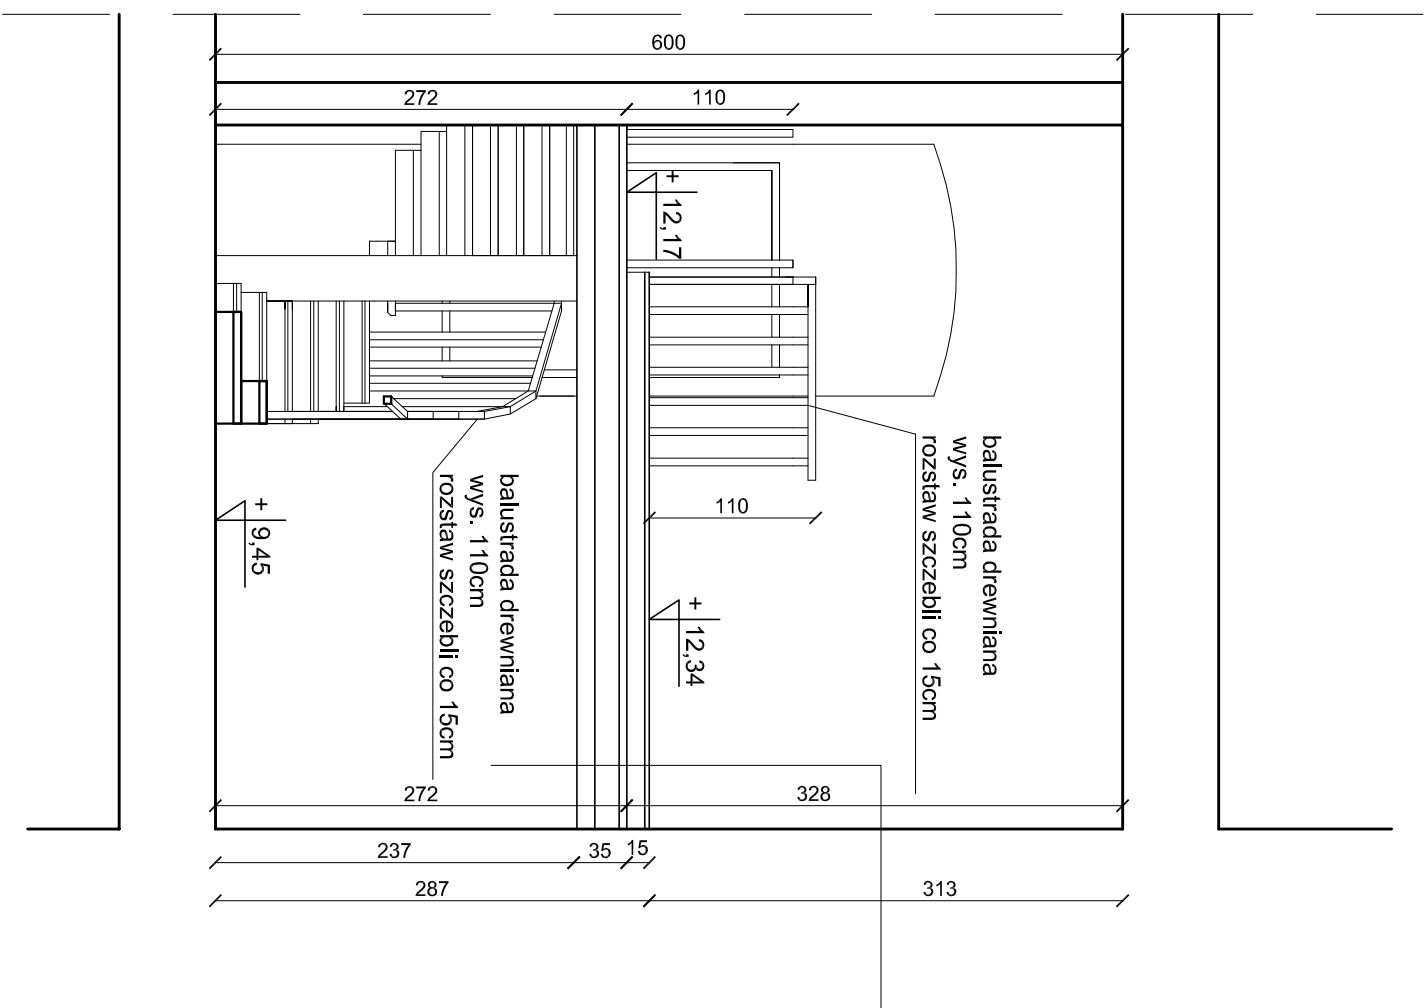 600
272
110
+
12,17
balustrada drewniana
wys. 110cm
rozstaw szczebli co 15cm
balustrada drewniana
wys. 110cm
rozstaw szczebli co 15cm
110
+
9,45
+
12,34
272
328
237
35
15
287
313